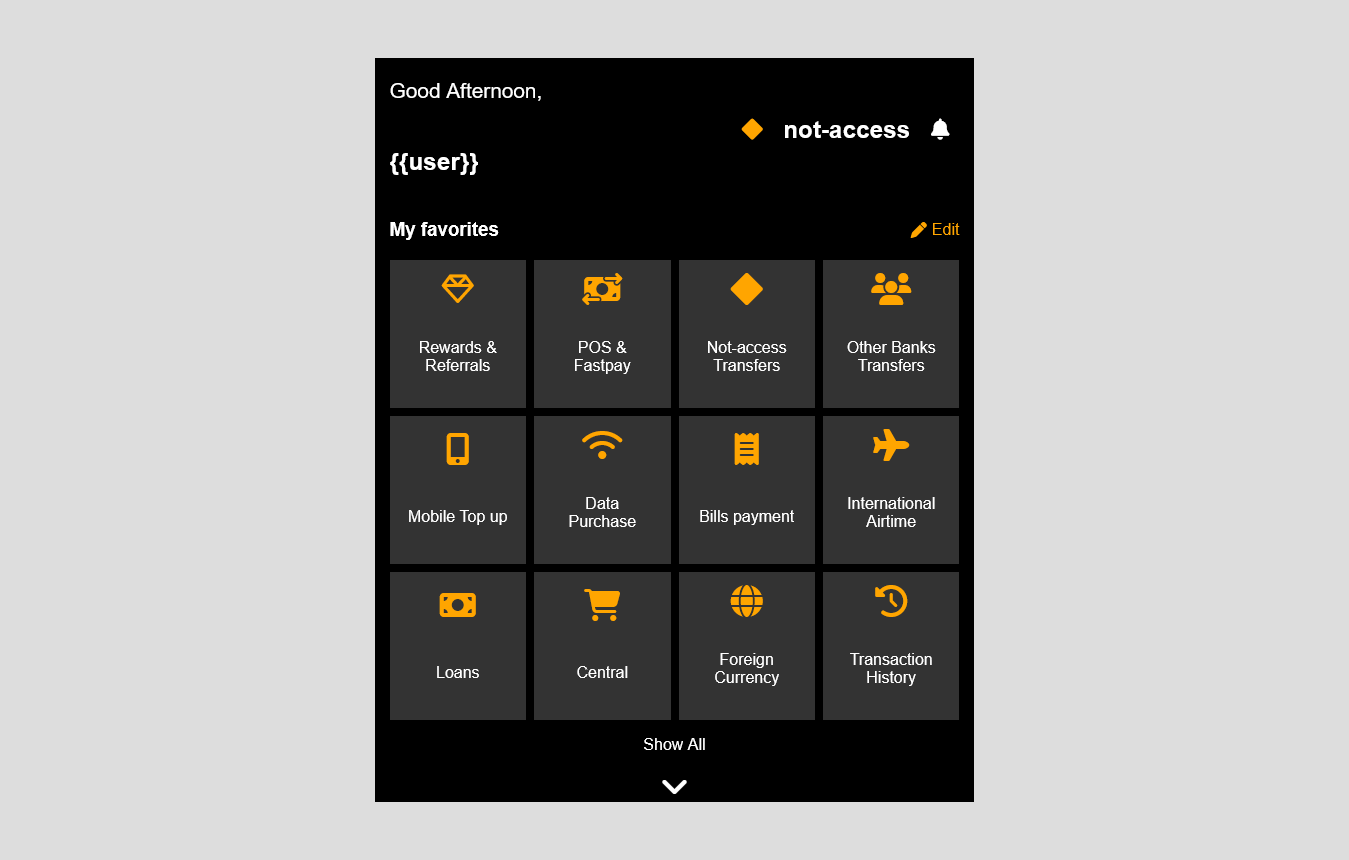 Good Afternoon,
not-access
{{user}}
My favorites
Edit
Rewards &
Referrals
POS &
Fastpay
Not-access
Transfers
Other Banks
Transfers
Mobile Top up
Data
Purchase
Bills payment
International
Airtime
Loans
Central
Foreign
Currency
Transaction
History
Show All